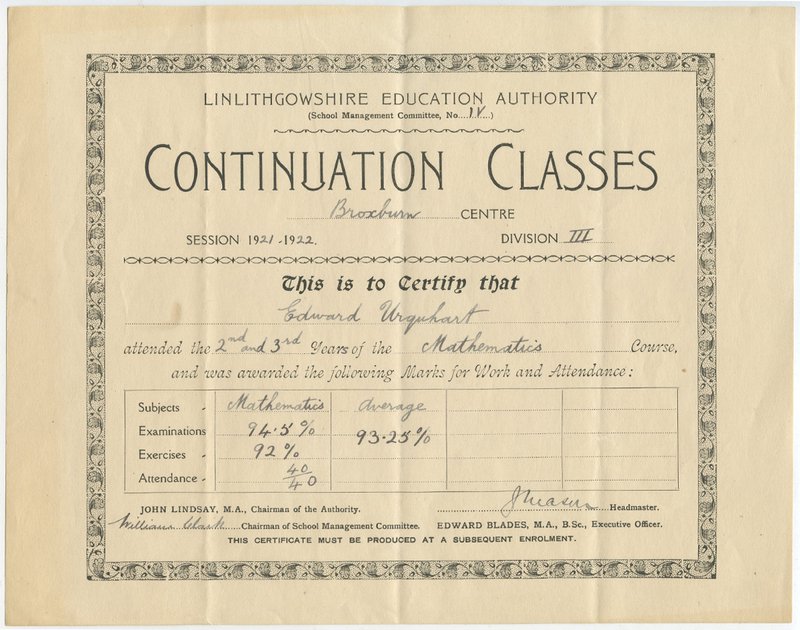 LINLITHGOWSHIRE EDUCATION AUTHORITY
(School Management Committee, No. IV.)
CONTINUATION CLASSES
Broxburn CENTRE
SESSION 1921-1922. DIVISION III
This is to Certify that
Edward Urquhart
attended the 2nd and 3rd Years of the Mathematics Course,
and was awarded the following Marks for Work and Attendance:
Subjects - Mathematics Average
Examinations 94.5% 93.25%
Exercises - 92%
Attendance - 40/40
JOHN LINDSAY, M.A., Chairman of the Authority. Headmaster.
William Clark Chairman of School Management Committee. EDWARD BLADES, M.A., B.Sc., Executive Officer.
THIS CERTIFICATE MUST BE PRODUCED AT A SUBSEQUENT ENROLMENT.